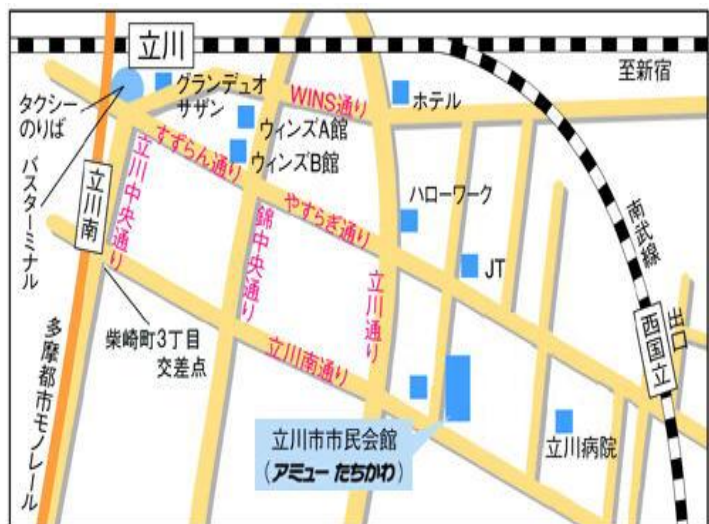 立川
至新宿
グランデュオ
サザン
WINS通り
ホテル
タクシー
のりば
ウィンズA館
すずらん通り
ウィンズB館
バスターミナル
立川南
立川中央通り
やすらぎ通り
ハローワーク
南武線
錦中央通り
立川通り
JT
出口
西国立
柴崎町3丁目
交差点
立川南通り
多摩都市モノレール
立川市市民会館
(アミューたちかわ)
立川病院